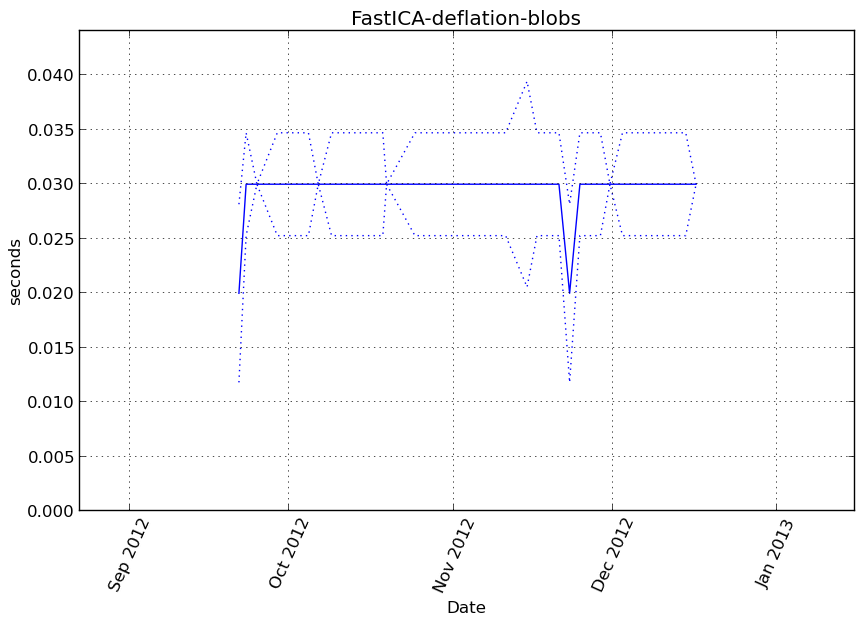 FastICA-deflation-blobs
0.040
0.035
0.030
0.025
0.020
0.015
0.010
0.005
0.000
seconds
Sep 2012
Oct 2012
Nov 2012
Dec 2012
Jan 2013
Date